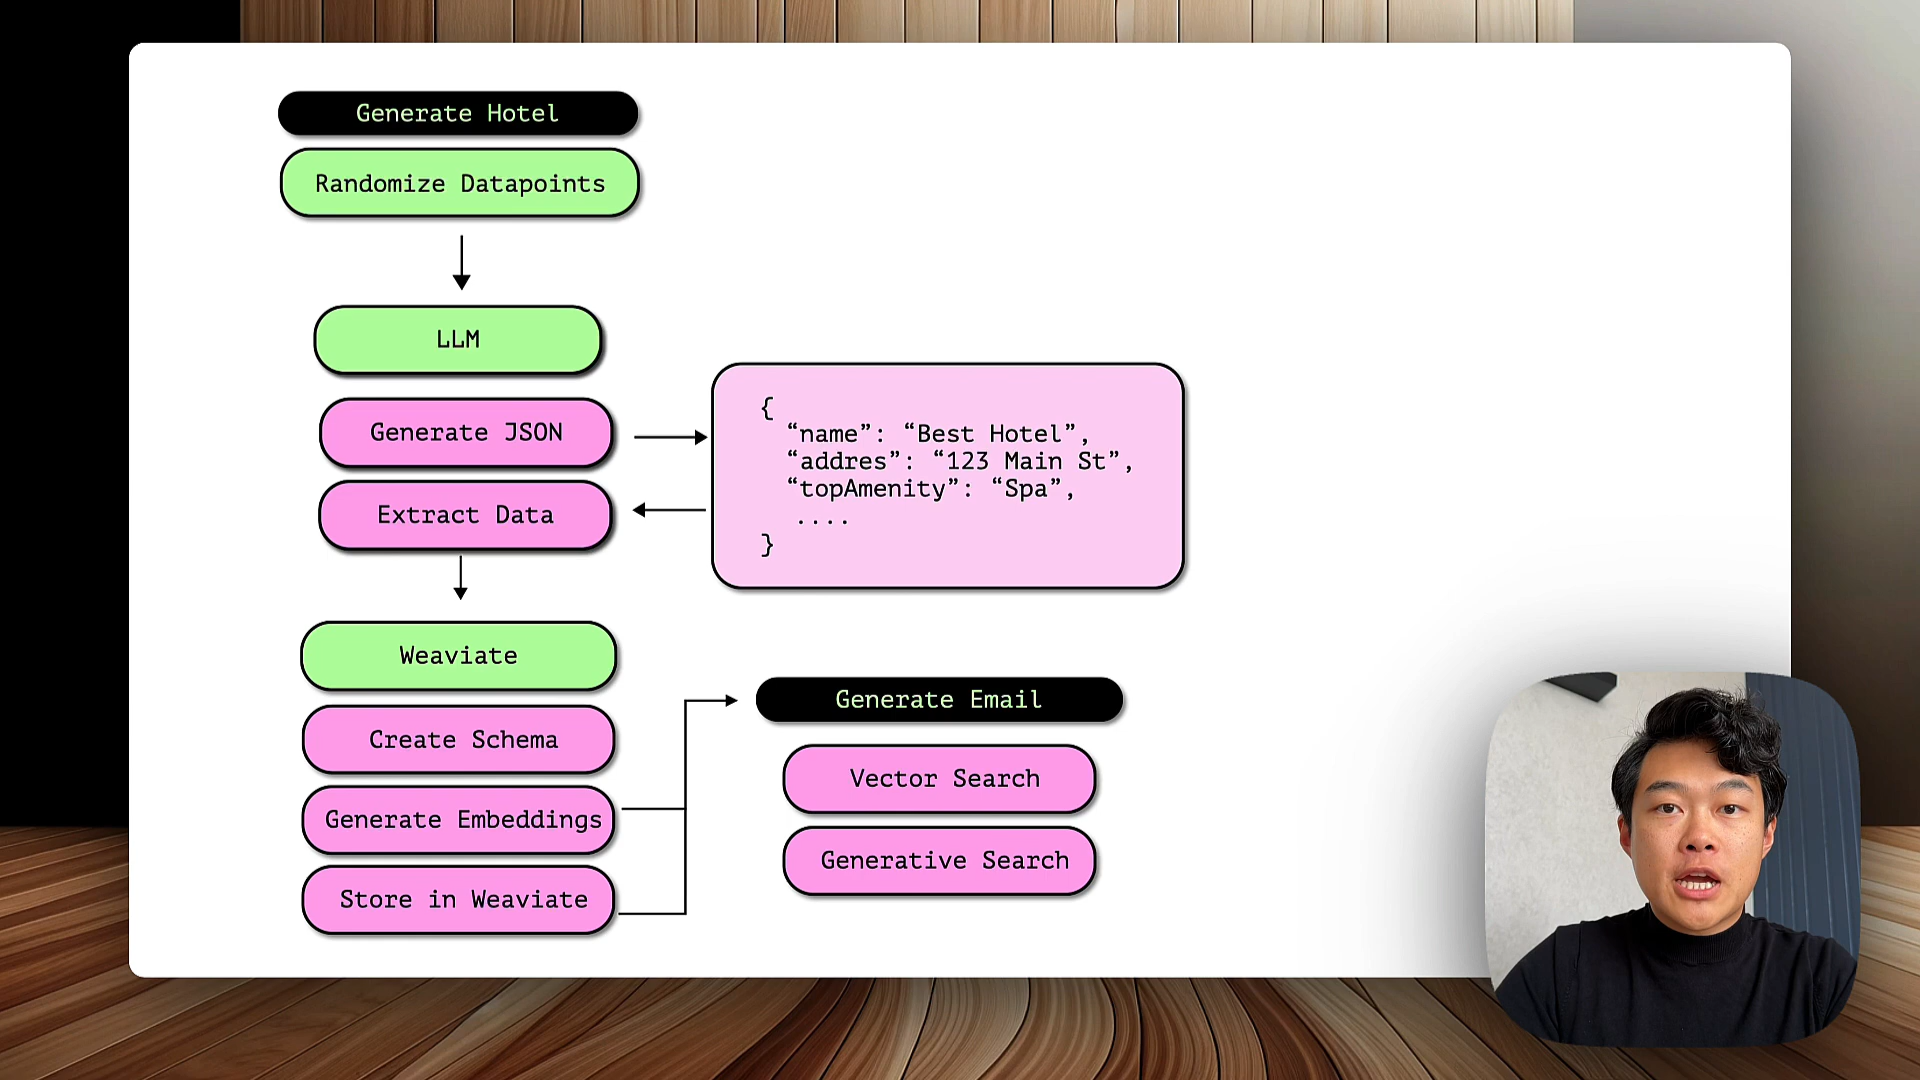 Generate Hotel
Randomize Datapoints
LLM
Generate JSON
Extract Data
{
“name”: “Best Hotel”,
“addres”: “123 Main St”,
“topAmenity”: “Spa”,
....
}
Weaviate
Create Schema
Generate Embeddings
Store in Weaviate
Generate Email
Vector Search
Generative Search